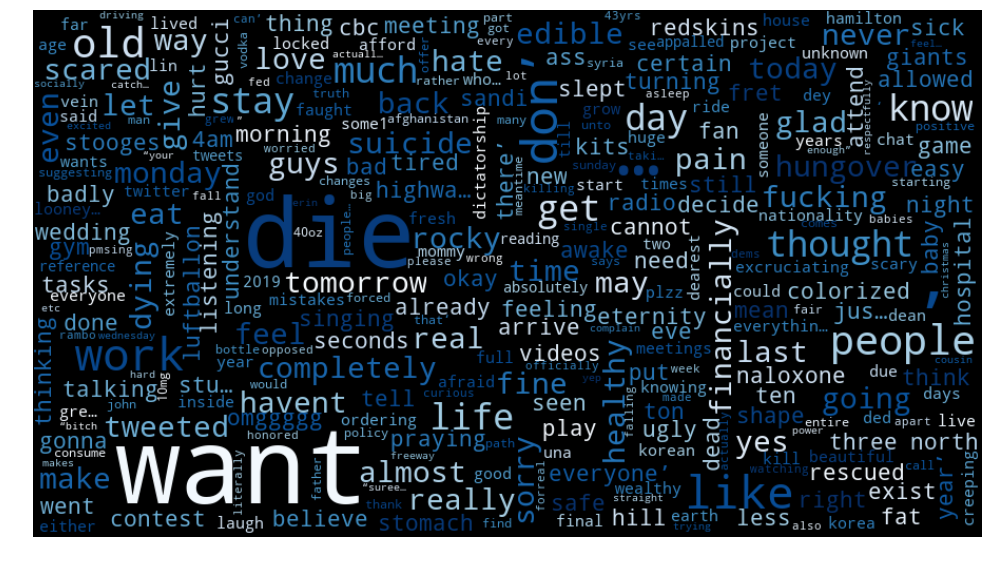 driving
far
lived
can’
thing
cbc
meeting
part
got
edible
redskins
house
hamilton
never
sick
age
old
way
vodka
locked
afford
offer
every
see
appalled
project
feel…
scared
lin
gucci
love
actuall…
much
hate
ass
syria
certain
unknown
giants
socially
catch…
fed
change
rather
who…
lot
turning
today
allowed
vein
let
give
hurt
stay
truth
back
sandi
slept
asleep
ride
fret
dey
attend
respectfully
know
said
man
grew
faught
afghanistan
many
grow
someone
years
positive
even
excited
4am
”
some1
don’
till
unto
day
fan
glad
chat
game
stooges
“your
morning
worried
suicide
dictatorship
kits
huge
enough”
wants
tweets
guys
bad
tired
there’
sunday
taki…
…
pain
hungover
easy
suggesting
monday
understand
god
changes
highwa…
meantime
killing
new
start
times
still
starting
badly
twitter
fall
big
fresh
radio
decide
fucking
looney…
eat
erin
people…
die
40oz
single
get
cannot
nationality
babies
night
wedding
extremely
listening
rocky
reading
awake
two
dearest
comes
baby
hospital
gym
pmsing
mommy
please
wrong
says
need
financially
dems
thought
christmas
reference
dying
luftballon
2019
tomorrow
okay
time
absolutely
may
plzz
excruciating
scary
’
tasks
everyone
long
mistakes
forced
already
feeling
eternity
could
colorized
etc
done
feel
singing
that
arrive
eve
mean
fair
jus…
dean
thinking
rambo
wednesday
seconds
real
complain
everythin…
people
work
year
bottle
opposed
full
videos
officially
meetings
last
cousin
hard
10mg
completely
afraid
fine
yep
healthy
put
week
naloxone
due
think
talking
stu…
would
curious
knowing
gre…
john
inside
havent
tell
life
seen
falling
made
ton
dead
ten
going
days
“bitch
tweeted
omggggg
ordering
play
ugly
shape
ded
apart
live
gonna
consume
honored
policy
praying
path
sorry
una
korean
actually
yes
power
entire
three
north
makes
want
literally
father
freeway
everyone’
kill
beautiful
call’
year’
creeping
make
“suree…
almost
good
forreal
wealthy
like
watching
rescued
went
thank
really
safe
straight
right
exist
either
contest
laugh
believe
stomach
find
final
hill
earth
trying
less
also
korea
fat
43yrs